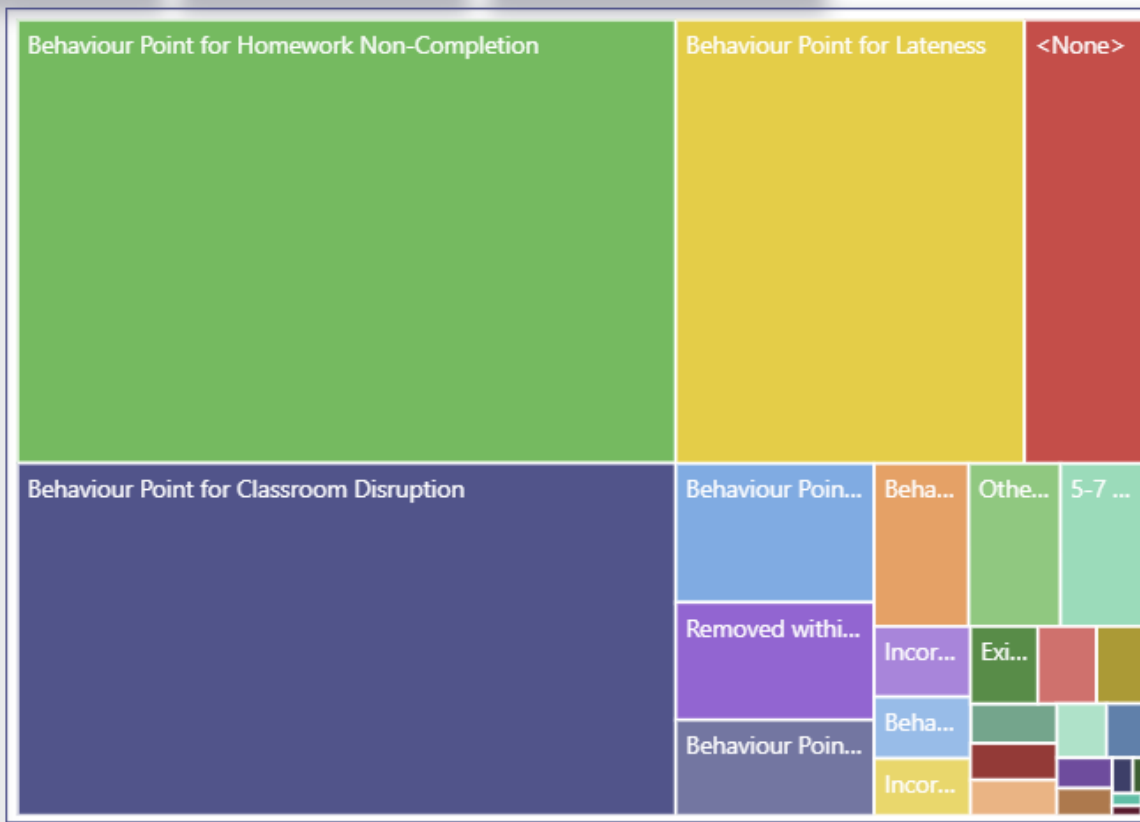 Behaviour Point for Homework Non-Completion
Behaviour Point for Lateness
<None>
Behaviour Point for Classroom Disruption
Behaviour Poin...
Beha...
Othe...
5-7 ...
Removed withi...
Incor...
Exi...
Beha...
Behaviour Poin...
Incor...